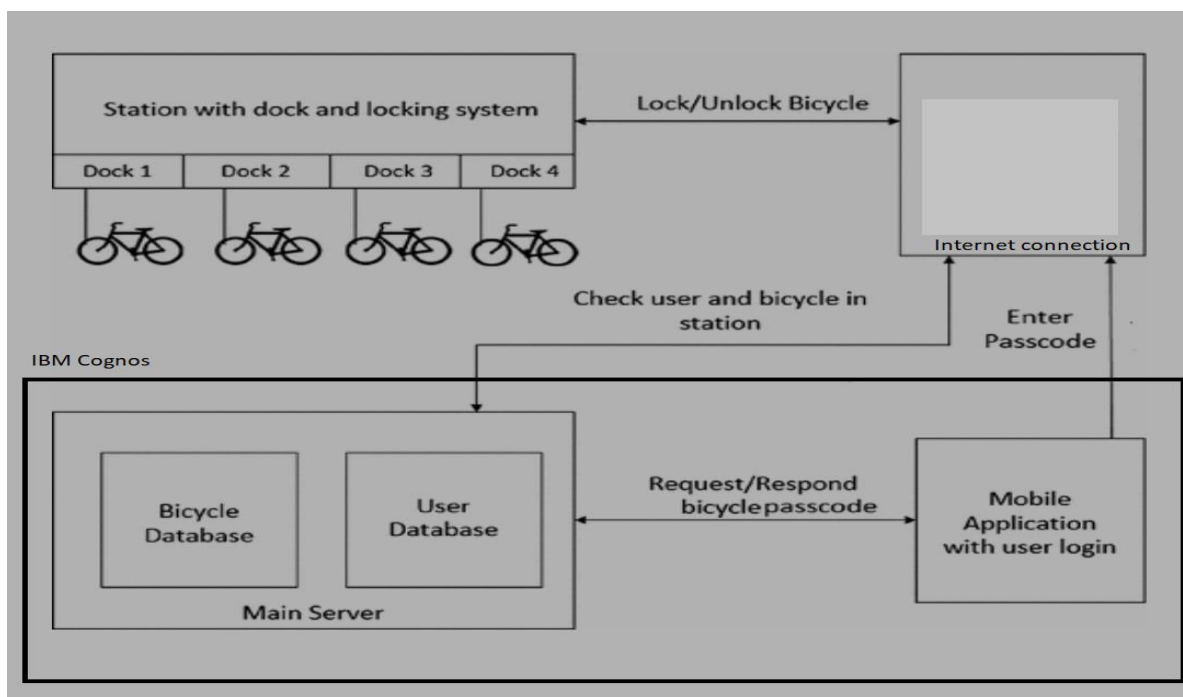 Station with dock and locking system
Dock 1
Dock 2
Dock 3
Dock 4
Lock/Unlock Bicycle
Internet connection
Check user and bicycle in
station
Enter
Passcode
IBM Cognos
Bicycle
Database
User
Database
Main Server
Request/Respond
bicycle passcode
Mobile
Application
with user login